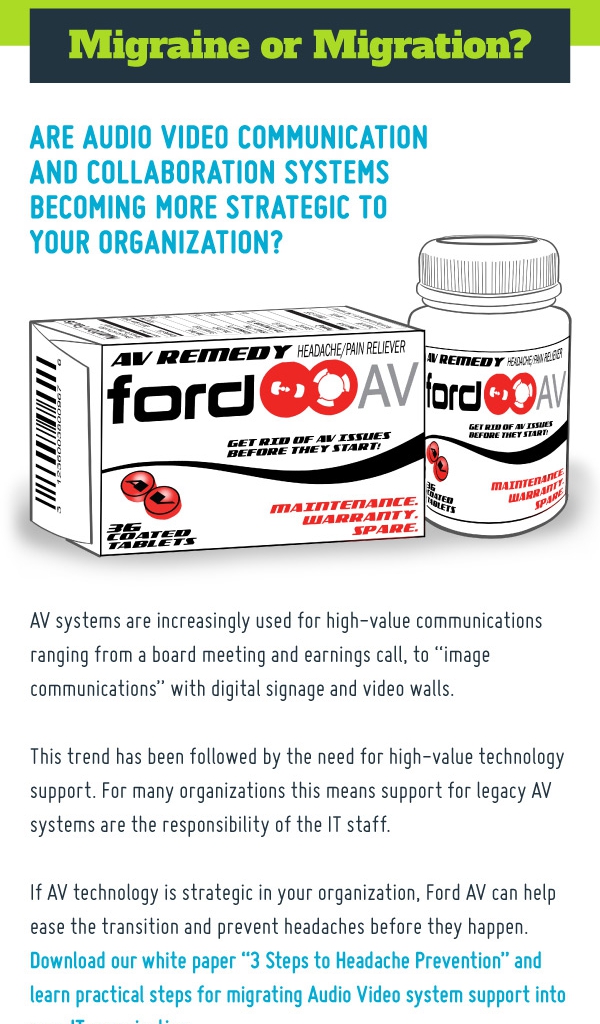 Migraine or Migration?
ARE AUDIO VIDEO COMMUNICATION
AND COLLABORATION SYSTEMS
BECOMING MORE STRATEGIC TO
YOUR ORGANIZATION?
AV REMEDY HEADACHE/PAIN RELIEVER
ford AV
GET RID OF AV ISSUES
BEFORE THEY START!
MAINTENANCE.
WARRANTY.
SPARE.
36
COATED
TABLETS
AV REMEDY HEADACHE/PAIN RELIEVER
ford AV
GET RID OF AV ISSUES
BEFORE THEY START!
MAINTENANCE.
WARRANTY.
SPARE.
36
COATED
TABLETS
AV systems are increasingly used for high-value communications
ranging from a board meeting and earnings call, to “image
communications” with digital signage and video walls.
This trend has been followed by the need for high-value technology
support. For many organizations this means support for legacy AV
systems are the responsibility of the IT staff.
If AV technology is strategic in your organization, Ford AV can help
ease the transition and prevent headaches before they happen.
Download our white paper “3 Steps to Headache Prevention” and
learn practical steps for migrating Audio Video system support into